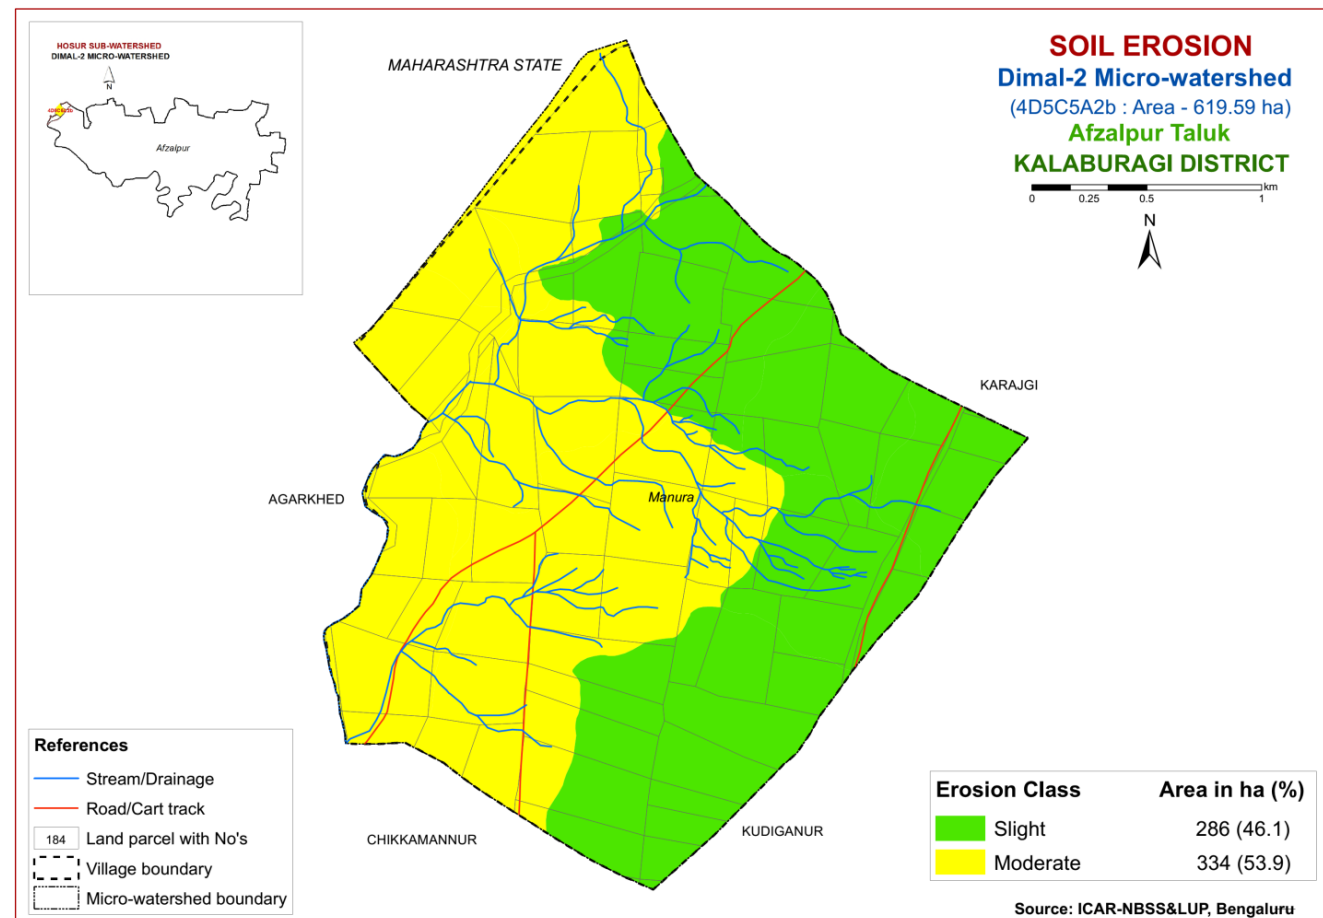 HOSUR SUB-WATERSHED
DIMAL-2 MICRO-WATERSHED
N
Afzalpur
MAHARASHTRA STATE
SOIL EROSION
Dimal-2 Micro-watershed
(4D5C5A2b : Area - 619.59 ha)
Afzalpur Taluk
KALABURAGI DISTRICT
km
0 0.25 0.5 1
N
KARAJGI
AGARKHED
Manura
CHIKKAMANNUR
KUDIGANUR
References
Stream/Drainage
Road/Cart track
184 Land parcel with No's
Village boundary
Micro-watershed boundary
Erosion Class Area in ha (%)
Slight 286 (46.1)
Moderate 334 (53.9)
Source: ICAR-NBSS&LUP, Bengaluru